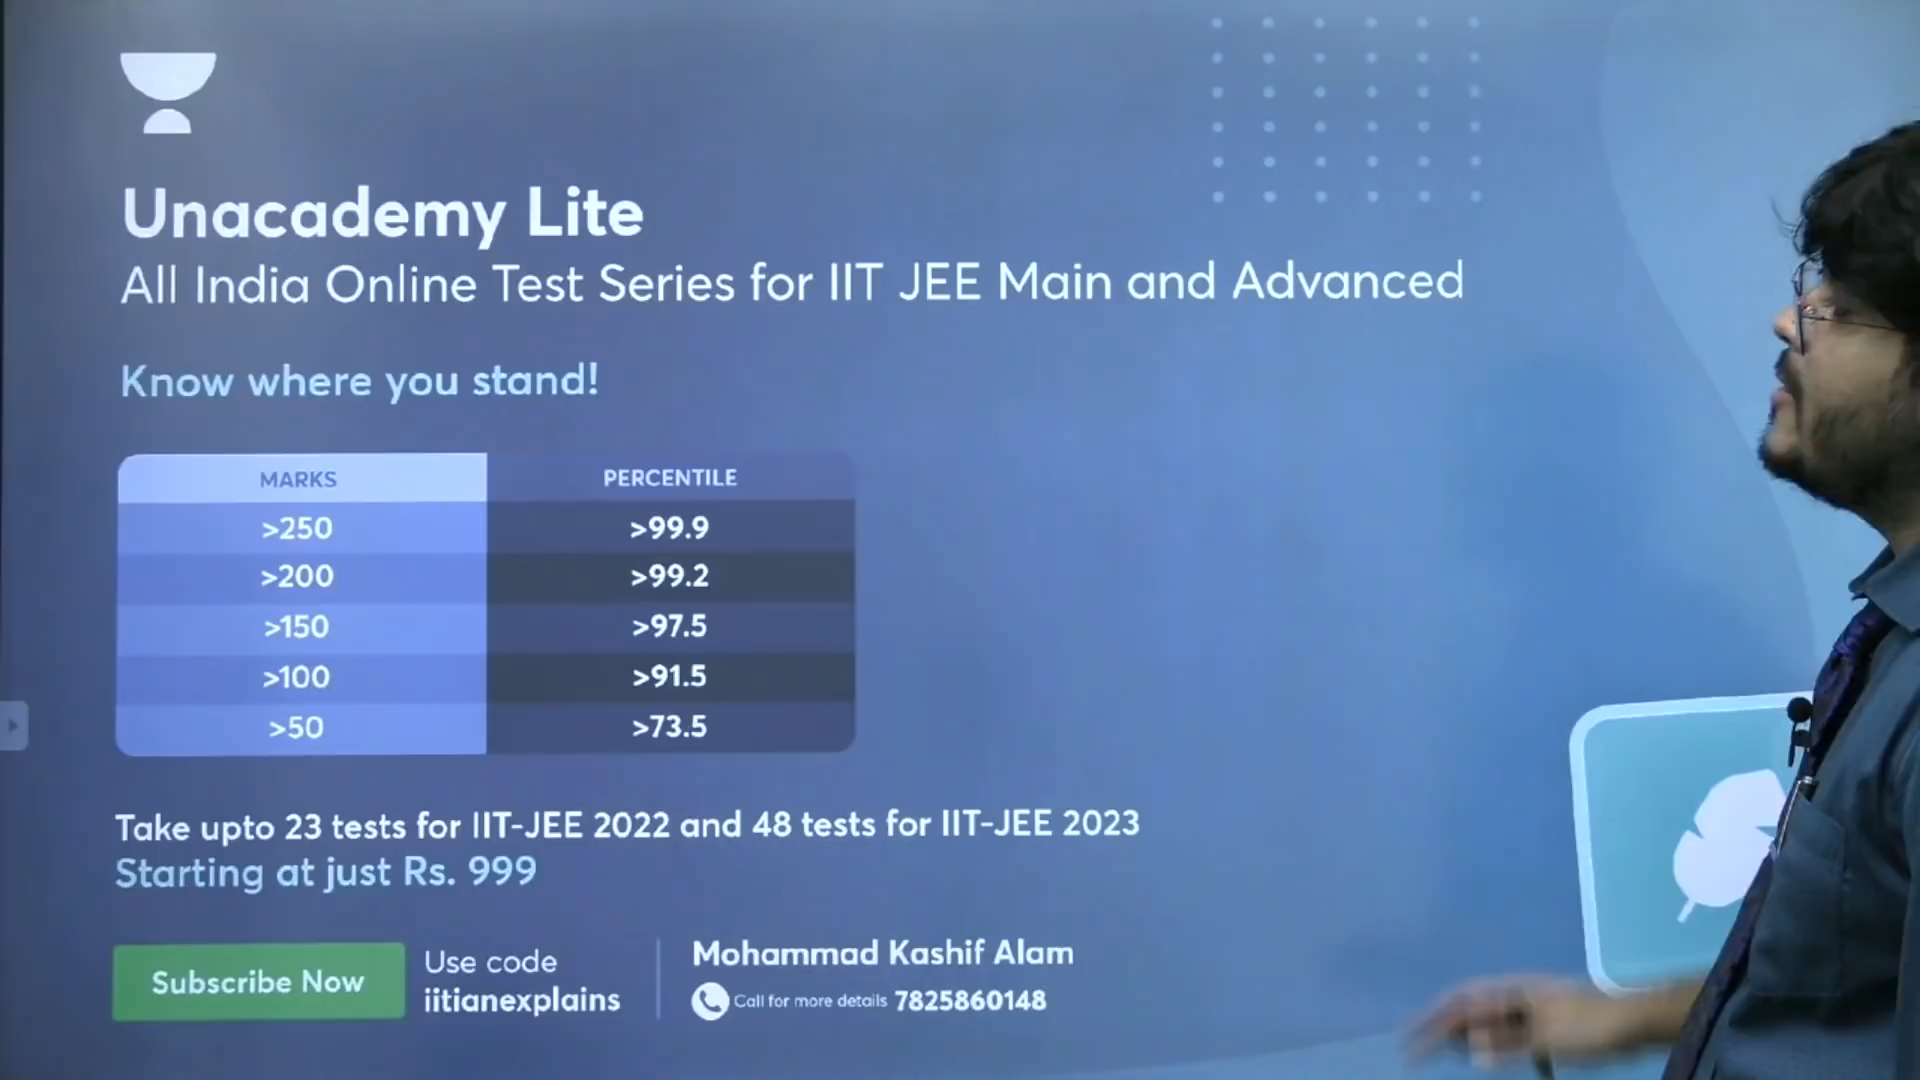 Unacademy Lite
All India Online Test Series for IIT JEE Main and Advanced
Know where you stand!
MARKS PERCENTILE
>250 >99.9
>200 >99.2
>150 >97.5
>100 >91.5
>50 >73.5
Take upto 23 tests for IIT-JEE 2022 and 48 tests for IIT-JEE 2023
Starting at just Rs. 999
Subscribe Now
Use code
iitianexplains
Mohammad Kashif Alam
Call for more details 7825860148